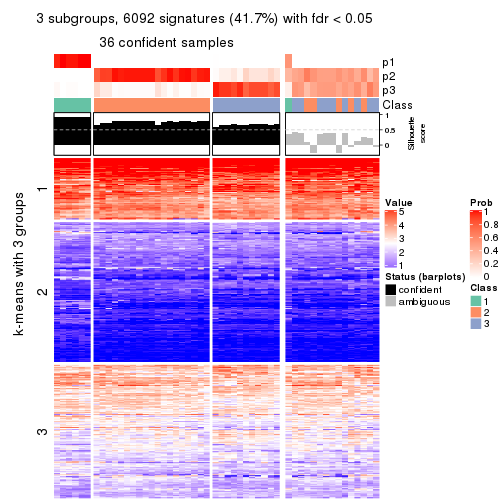 3 subgroups, 6092 signatures (41.7%) with fdr < 0.05
36 confident samples
p1
p2
p3
Class
1
0.5
0
Silhouette
score
k-means with 3 groups
1
2
3
Value
5
4
3
2
1
Status (barplots)
confident
ambiguous
Prob
1
0.8
0.6
0.4
0.2
0
Class
1
2
3